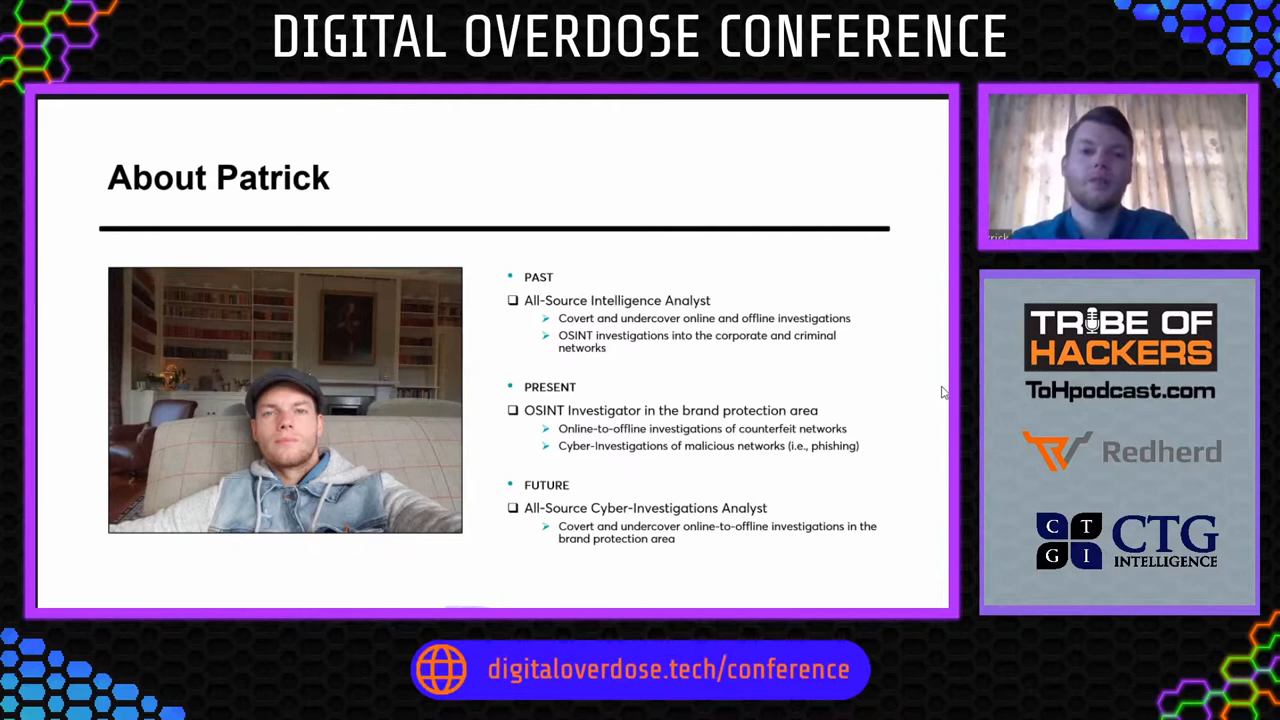 DIGITAL OVERDOSE CONFERENCE
About Patrick
PAST
All-Source Intelligence Analyst
Covert and undercover online and offline investigations
OSINT investigations into the corporate and criminal
networks
PRESENT
OSINT Investigator in the brand protection area
Online-to-offline investigations of counterfeit networks
Cyber-Investigations of malicious networks (i.e., phishing)
FUTURE
All-Source Cyber-Investigations Analyst
Covert and undercover online-to-offline investigations in the
brand protection area
TRIBE OF
HACKERS
ToHpodcast.com
Redherd
CT
GI
CTG
INTELLIGENCE
digitaloverdose.tech/conference